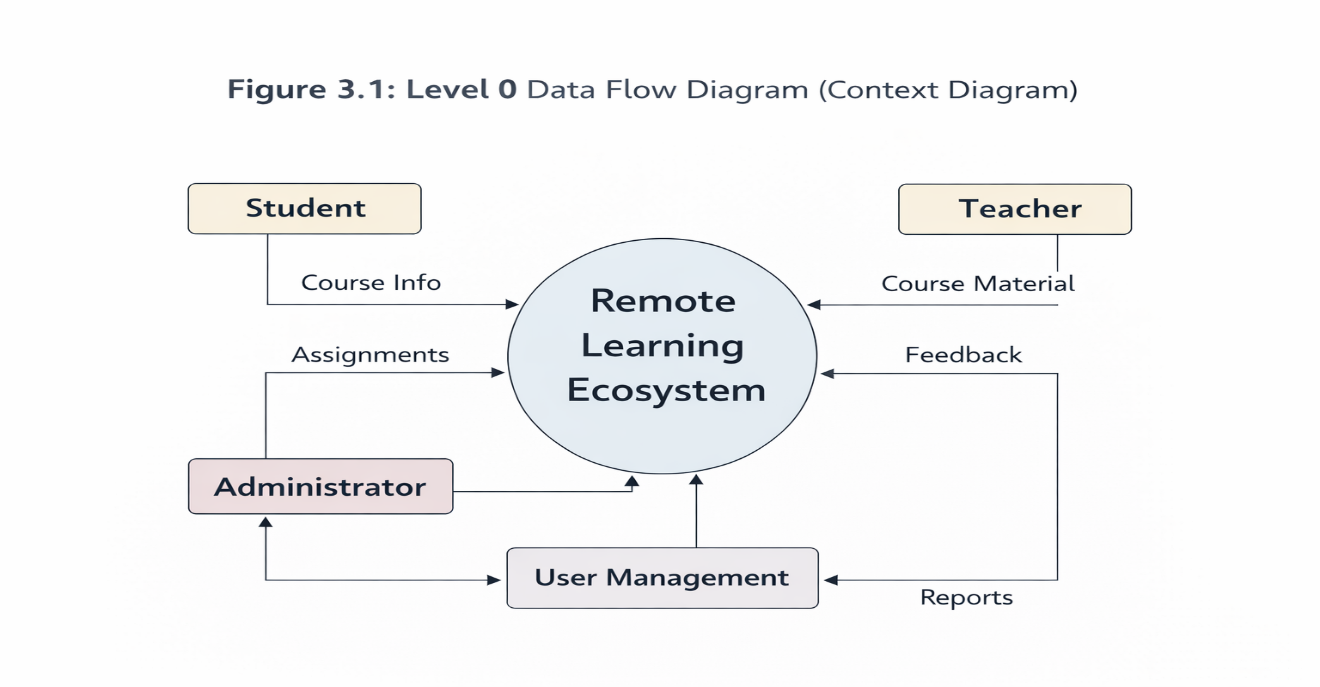 Figure 3.1: Level 0 Data Flow Diagram (Context Diagram)
Student
Teacher
Course Info
Course Material
Remote
Learning
Ecosystem
Assignments
Feedback
Administrator
User Management
Reports